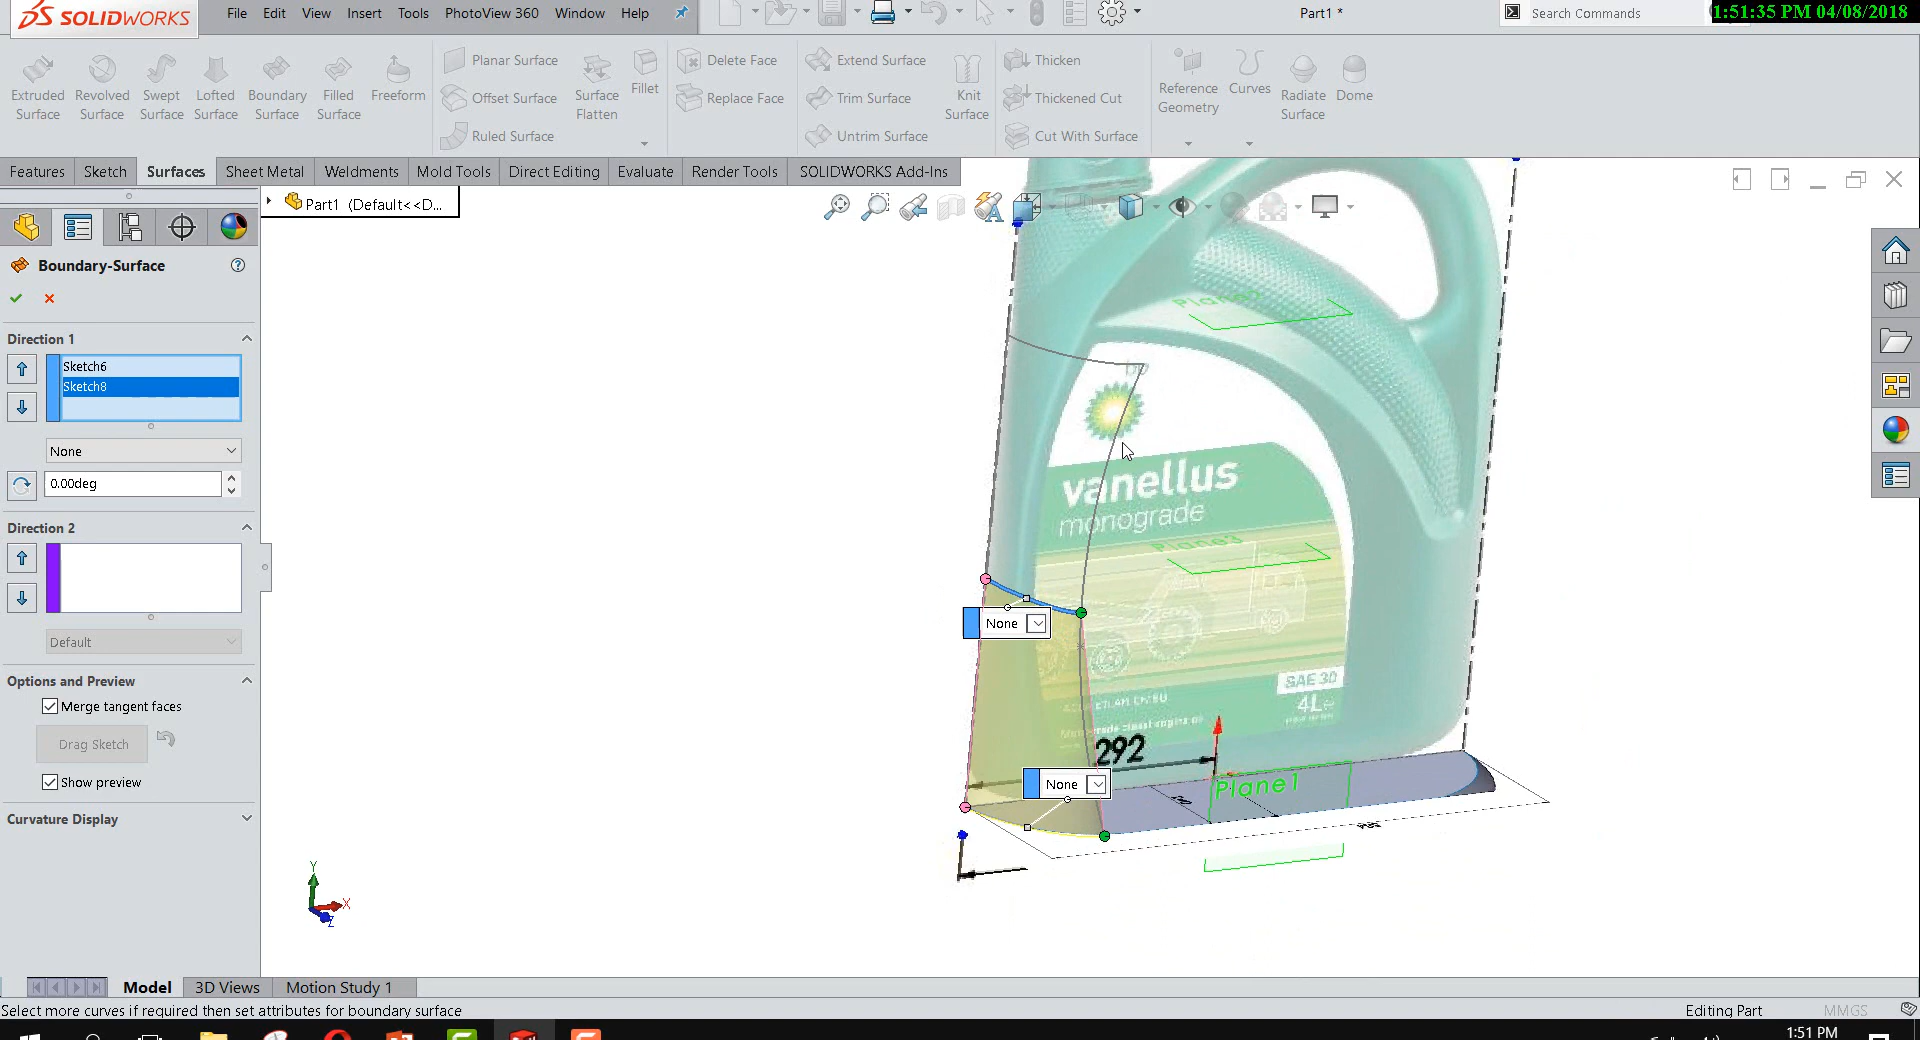 SOLIDWORKS
File Edit View Insert Tools PhotoView 360 Window Help
Part1 *
Search Commands
1:51:35 PM 04/08/2018
Extruded Surface
Revolved Surface
Swept Surface
Lofted Surface
Boundary Surface
Filled Surface
Freeform
Planar Surface
Offset Surface
Ruled Surface
Surface Flatten
Fillet
Delete Face
Replace Face
Extend Surface
Trim Surface
Untrim Surface
Knit Surface
Thicken
Thickened Cut
Cut With Surface
Reference Geometry
Curves
Radiate Surface
Dome
Features Sketch Surfaces Sheet Metal Weldments Mold Tools Direct Editing Evaluate Render Tools SOLIDWORKS Add-Ins
Part1 (Default<<D...
Boundary-Surface
Direction 1
Sketch6
Sketch8
None
0.00deg
Direction 2
Default
Options and Preview
Merge tangent faces
Drag Sketch
Show preview
Curvature Display
Plane2
bp
vanellus
monograde
Plane3
None
SAE 30
4Le
292
None
Plane1
Y
X
Z
Model 3D Views Motion Study 1
Select more curves if required then set attributes for boundary surface
Editing Part
MMGS
1:51 PM